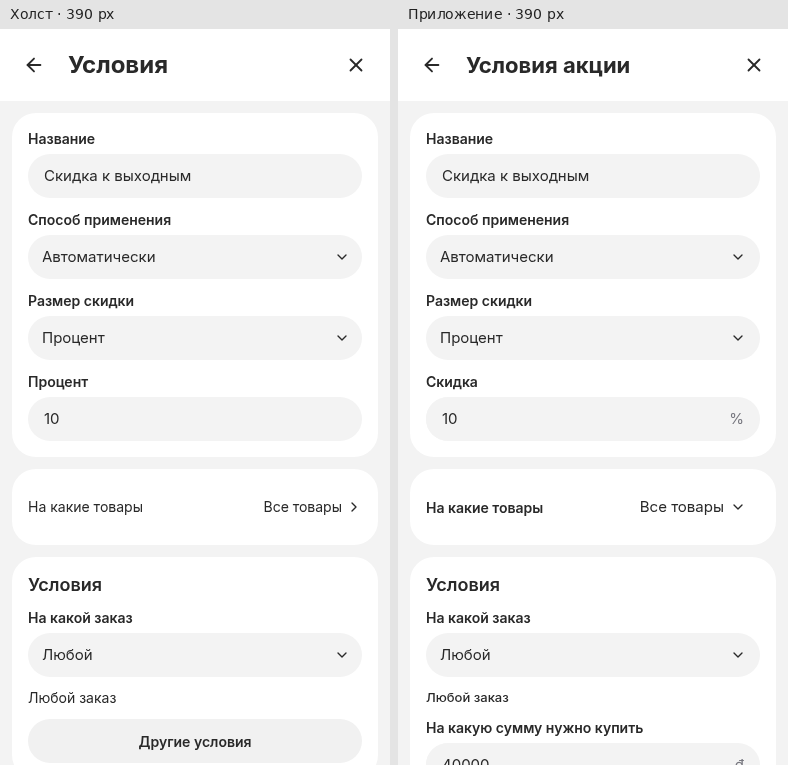 Холст · 390 px
Условия
Название
Скидка к выходным
Способ применения
Автоматически
Размер скидки
Процент
Процент
10
На какие товары
Все товары
Условия
На какой заказ
Любой
Любой заказ
Другие условия
Приложение · 390 px
Условия акции
Название
Скидка к выходным
Способ применения
Автоматически
Размер скидки
Процент
Скидка
10 %
На какие товары
Все товары
Условия
На какой заказ
Любой
Любой заказ
На какую сумму нужно купить
40000